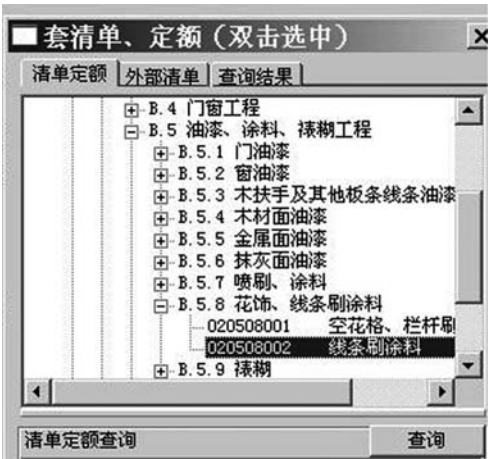 套清单、定额（双击选中）
清单定额 外部清单 查询结果
B.4 门窗工程
B.5 油漆、涂料、裱糊工程
B.5.1 门油漆
B.5.2 窗油漆
B.5.3 木扶手及其他板条线条油漆
B.5.4 木材面油漆
B.5.5 金属面油漆
B.5.6 抹灰面油漆
B.5.7 喷刷、涂料
B.5.8 花饰、线条刷涂料
020508001 空花格、栏杆刷
020508002 线条刷涂料
B.5.9 裱糊
清单定额查询 查询